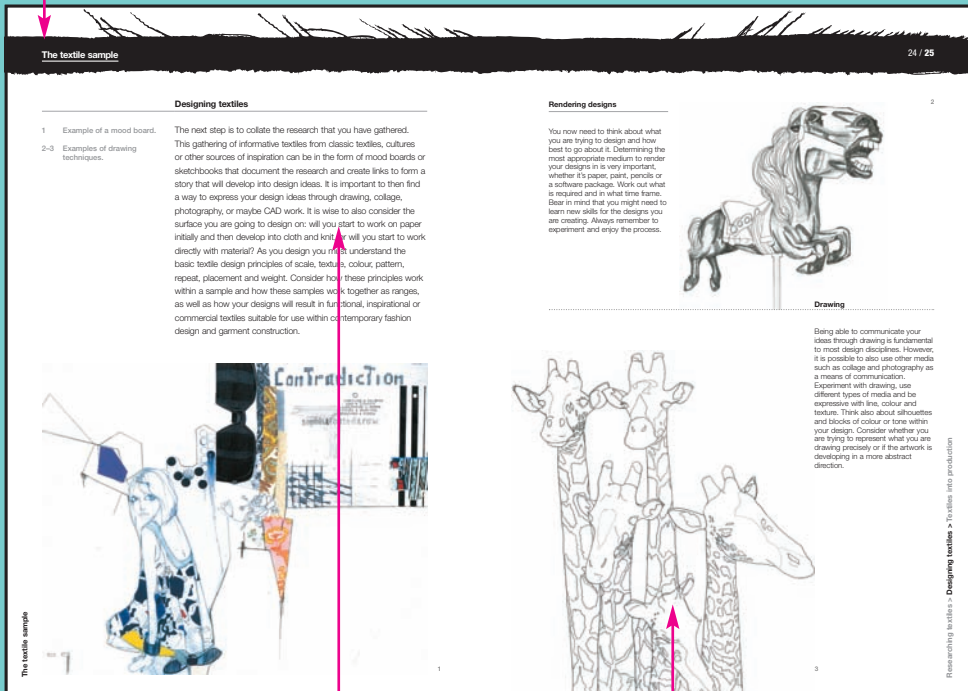 The textile sample
24 / 25
Designing textiles
1 Example of a mood board.
2–3 Examples of drawing
techniques.
The next step is to collate the research that you have gathered.
This gathering of informative textiles from classic textiles, cultures
or other sources of inspiration can be in the form of mood boards or
sketchbooks that document the research and create links to form a
story that will develop into design ideas. It is important to then find
a way to express your design ideas through drawing, collage,
photography, or maybe CAD work. It is wise to also consider the
surface you are going to design on: will you start to work on paper
initially and then develop into cloth and knit or will you start to work
directly with material? As you design you must understand the
basic textile design principles of scale, texture, colour, pattern,
repeat, placement and weight. Consider how these principles work
within a sample and how these samples work together as ranges,
as well as how your designs will result in functional, inspirational or
commercial textiles suitable for use within contemporary fashion
design and garment construction.
Rendering designs
You now need to think about what
you are trying to design and how
best to go about it. Determining the
most appropriate medium to render
your designs in is very important,
whether it's paper, paint, pencils or
a software package. Work out what
is required and in what time frame.
Bear in mind that you might need to
learn new skills for the designs you
are creating. Always remember to
experiment and enjoy the process.
2
Drawing
Being able to communicate your
ideas through drawing is fundamental
to most design disciplines. However,
it is possible to also use other media
such as collage and photography as
a means of communication.
Experiment with drawing, use
different types of media and be
expressive with line, colour and
texture. Think also about silhouettes
and blocks of colour or tone within
your design. Consider whether you
are trying to represent what you are
drawing precisely or if the artwork is
developing in a more abstract
direction.
ConTradicTion
1
3
The textile sample
Researching textiles > Designing textiles > Textiles into production